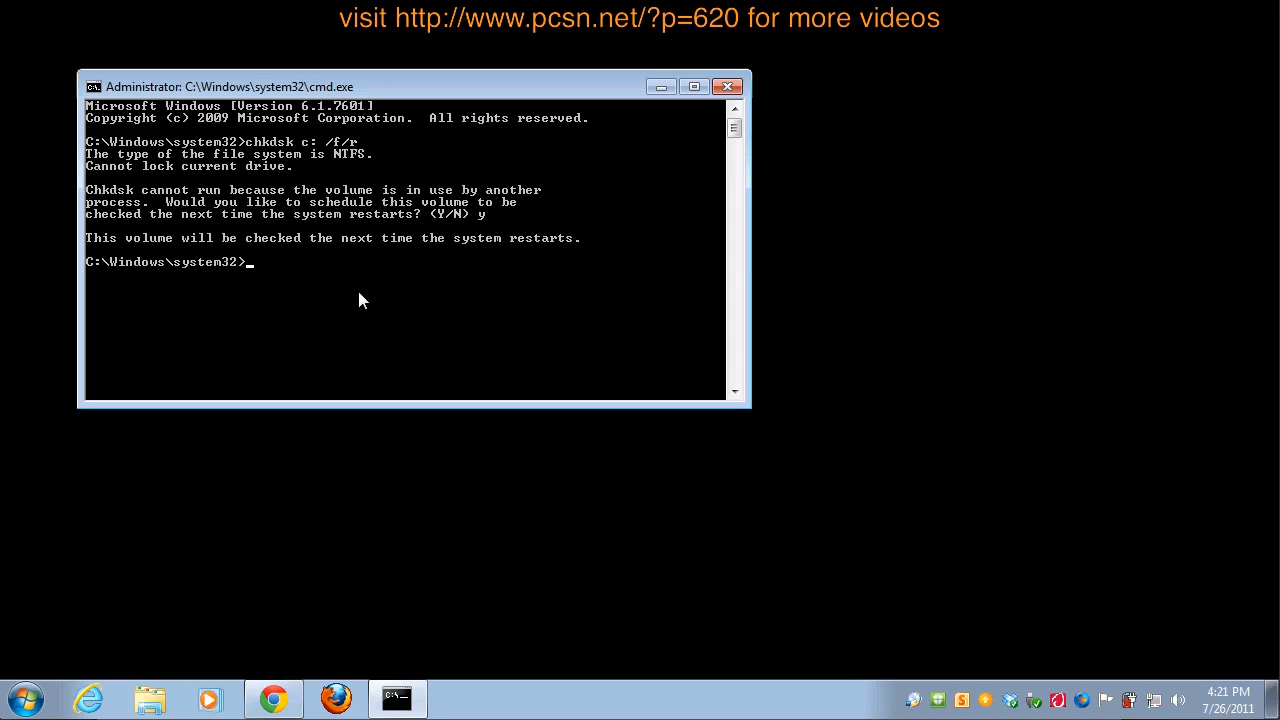 visit http://www.pcsn.net/?p=620 for more videos
Administrator: C:\Windows\system32\cmd.exe
Microsoft Windows [Version 6.1.7601]
Copyright (c) 2009 Microsoft Corporation.  All rights reserved.
C:\Windows\system32>chkdsk c: /f/r
The type of the file system is NTFS.
Cannot lock current drive.
Chkdsk cannot run because the volume is in use by another
process.  Would you like to schedule this volume to be
checked the next time the system restarts? (Y/N) y
This volume will be checked the next time the system restarts.
C:\Windows\system32>_
4:21 PM
7/26/2011